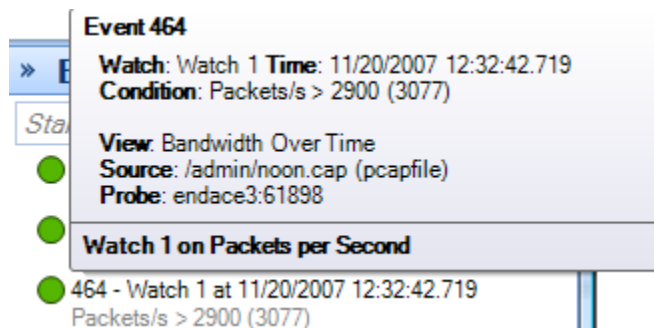 Event 464
Watch: Watch 1 Time: 11/20/2007 12:32:42.719
Condition: Packets/s > 2900 (3077)
View: Bandwidth Over Time
Source: /admin/noon.cap (pcapfile)
Probe: endace3:61898
Watch 1 on Packets per Second
464 - Watch 1 at 11/20/2007 12:32:42.719
Packets/s > 2900 (3077)